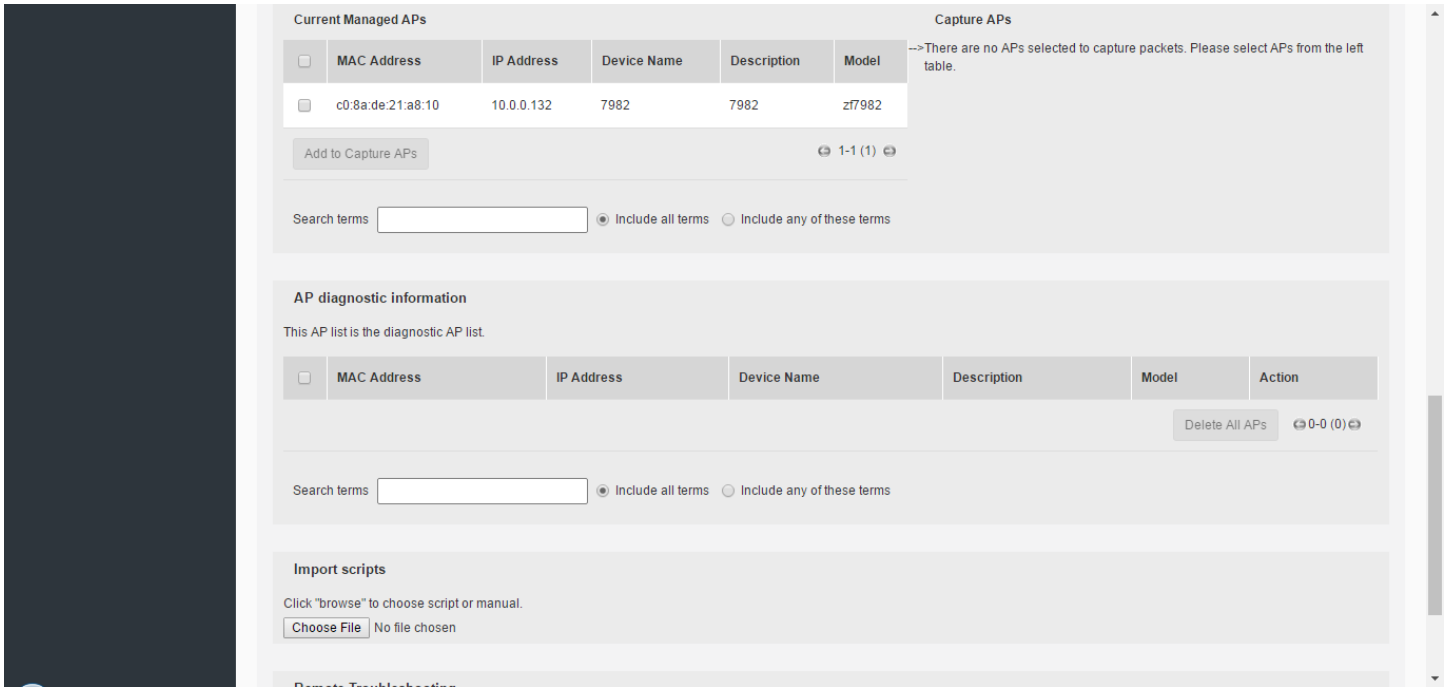 Current Managed APs
Capture APs
MAC Address IP Address Device Name Description Model
-->There are no APs selected to capture packets. Please select APs from the left
table.
c0:8a:de:21:a8:10 10.0.0.132 7982 7982 zf7982
Add to Capture APs 1-1 (1)
Search terms Include all terms Include any of these terms
AP diagnostic information
This AP list is the diagnostic AP list.
MAC Address IP Address Device Name Description Model Action
Delete All APs 0-0 (0)
Search terms Include all terms Include any of these terms
Import scripts
Click "browse" to choose script or manual.
Choose File No file chosen
Remote Troubleshooting